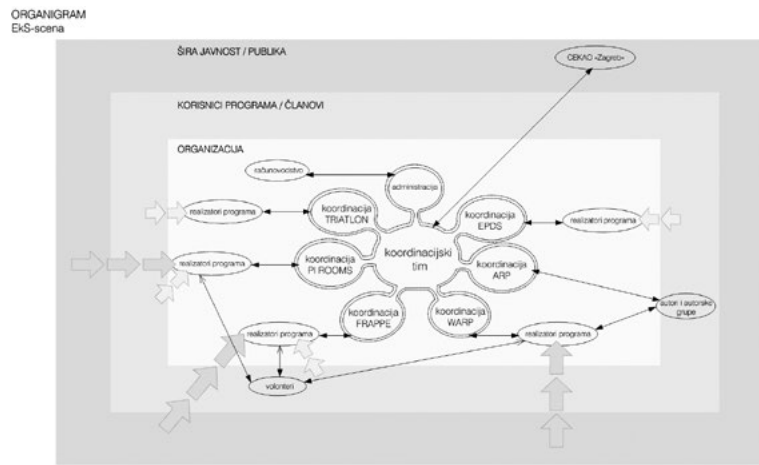 ORGANIGRAM
EkS-scena
ŠIRA JAVNOST / PUBLIKA
CEKAO «Zagreb»
KORISNICI PROGRAMA / ČLANOVI
ORGANIZACIJA
računovodstvo
administracija
realizatori programa
koordinacija
TRIATLON
koordinacija
EPDS
realizatori programa
realizatori programa
koordinacija
PI ROOMS
koordinacijski
tim
koordinacija
ARP
autori i autorske
grupe
realizatori programa
koordinacija
FRAPPE
koordinacija
WARP
realizatori programa
volonteri